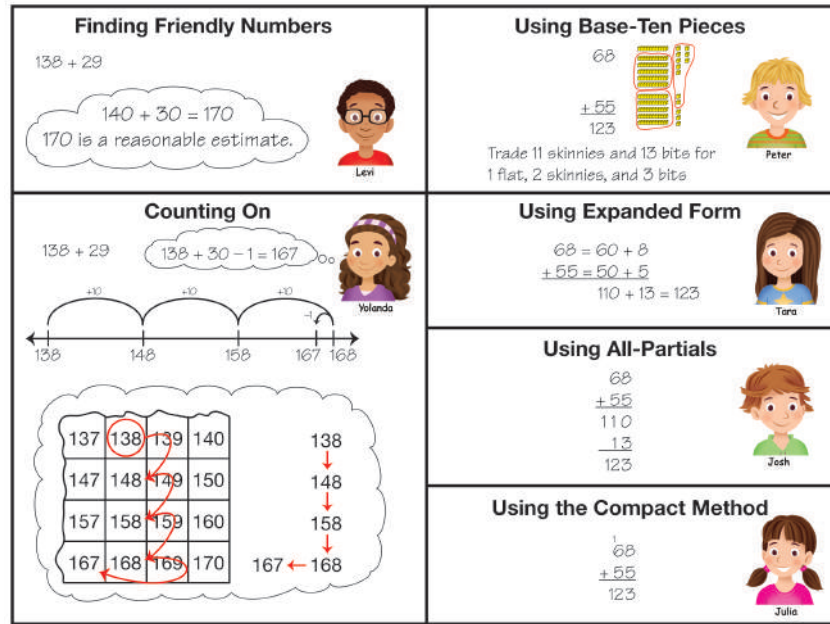 Finding Friendly Numbers
138 + 29
140 + 30 = 170
170 is a reasonable estimate.
Levi
Counting On
138 + 29
138 + 30 – 1 = 167
Yolanda
+10 +10 +10
–1
138 148 158 167 168
137 138 139 140
147 148 149 150
157 158 159 160
167 168 169 170
138
148
158
167 168
Using Base-Ten Pieces
68
+ 55
123
Peter
Trade 11 skinnies and 13 bits for
1 flat, 2 skinnies, and 3 bits
Using Expanded Form
68 = 60 + 8
+ 55 = 50 + 5
110 + 13 = 123
Tara
Using All-Partials
68
+ 55
110
13
123
Josh
Using the Compact Method
1
68
+ 55
123
Julia